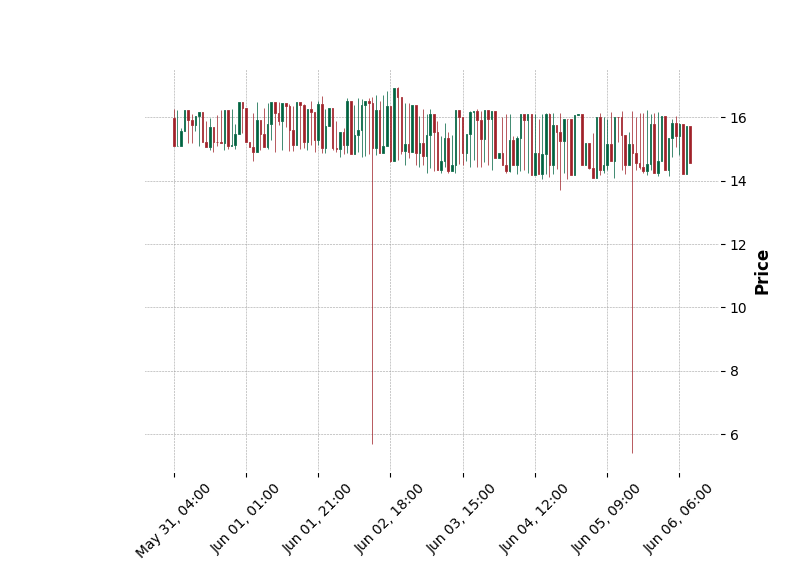 16
14
12
10
8
6
Price
May 31, 04:00
Jun 01, 01:00
Jun 01, 21:00
Jun 02, 18:00
Jun 03, 15:00
Jun 04, 12:00
Jun 05, 09:00
Jun 06, 06:00